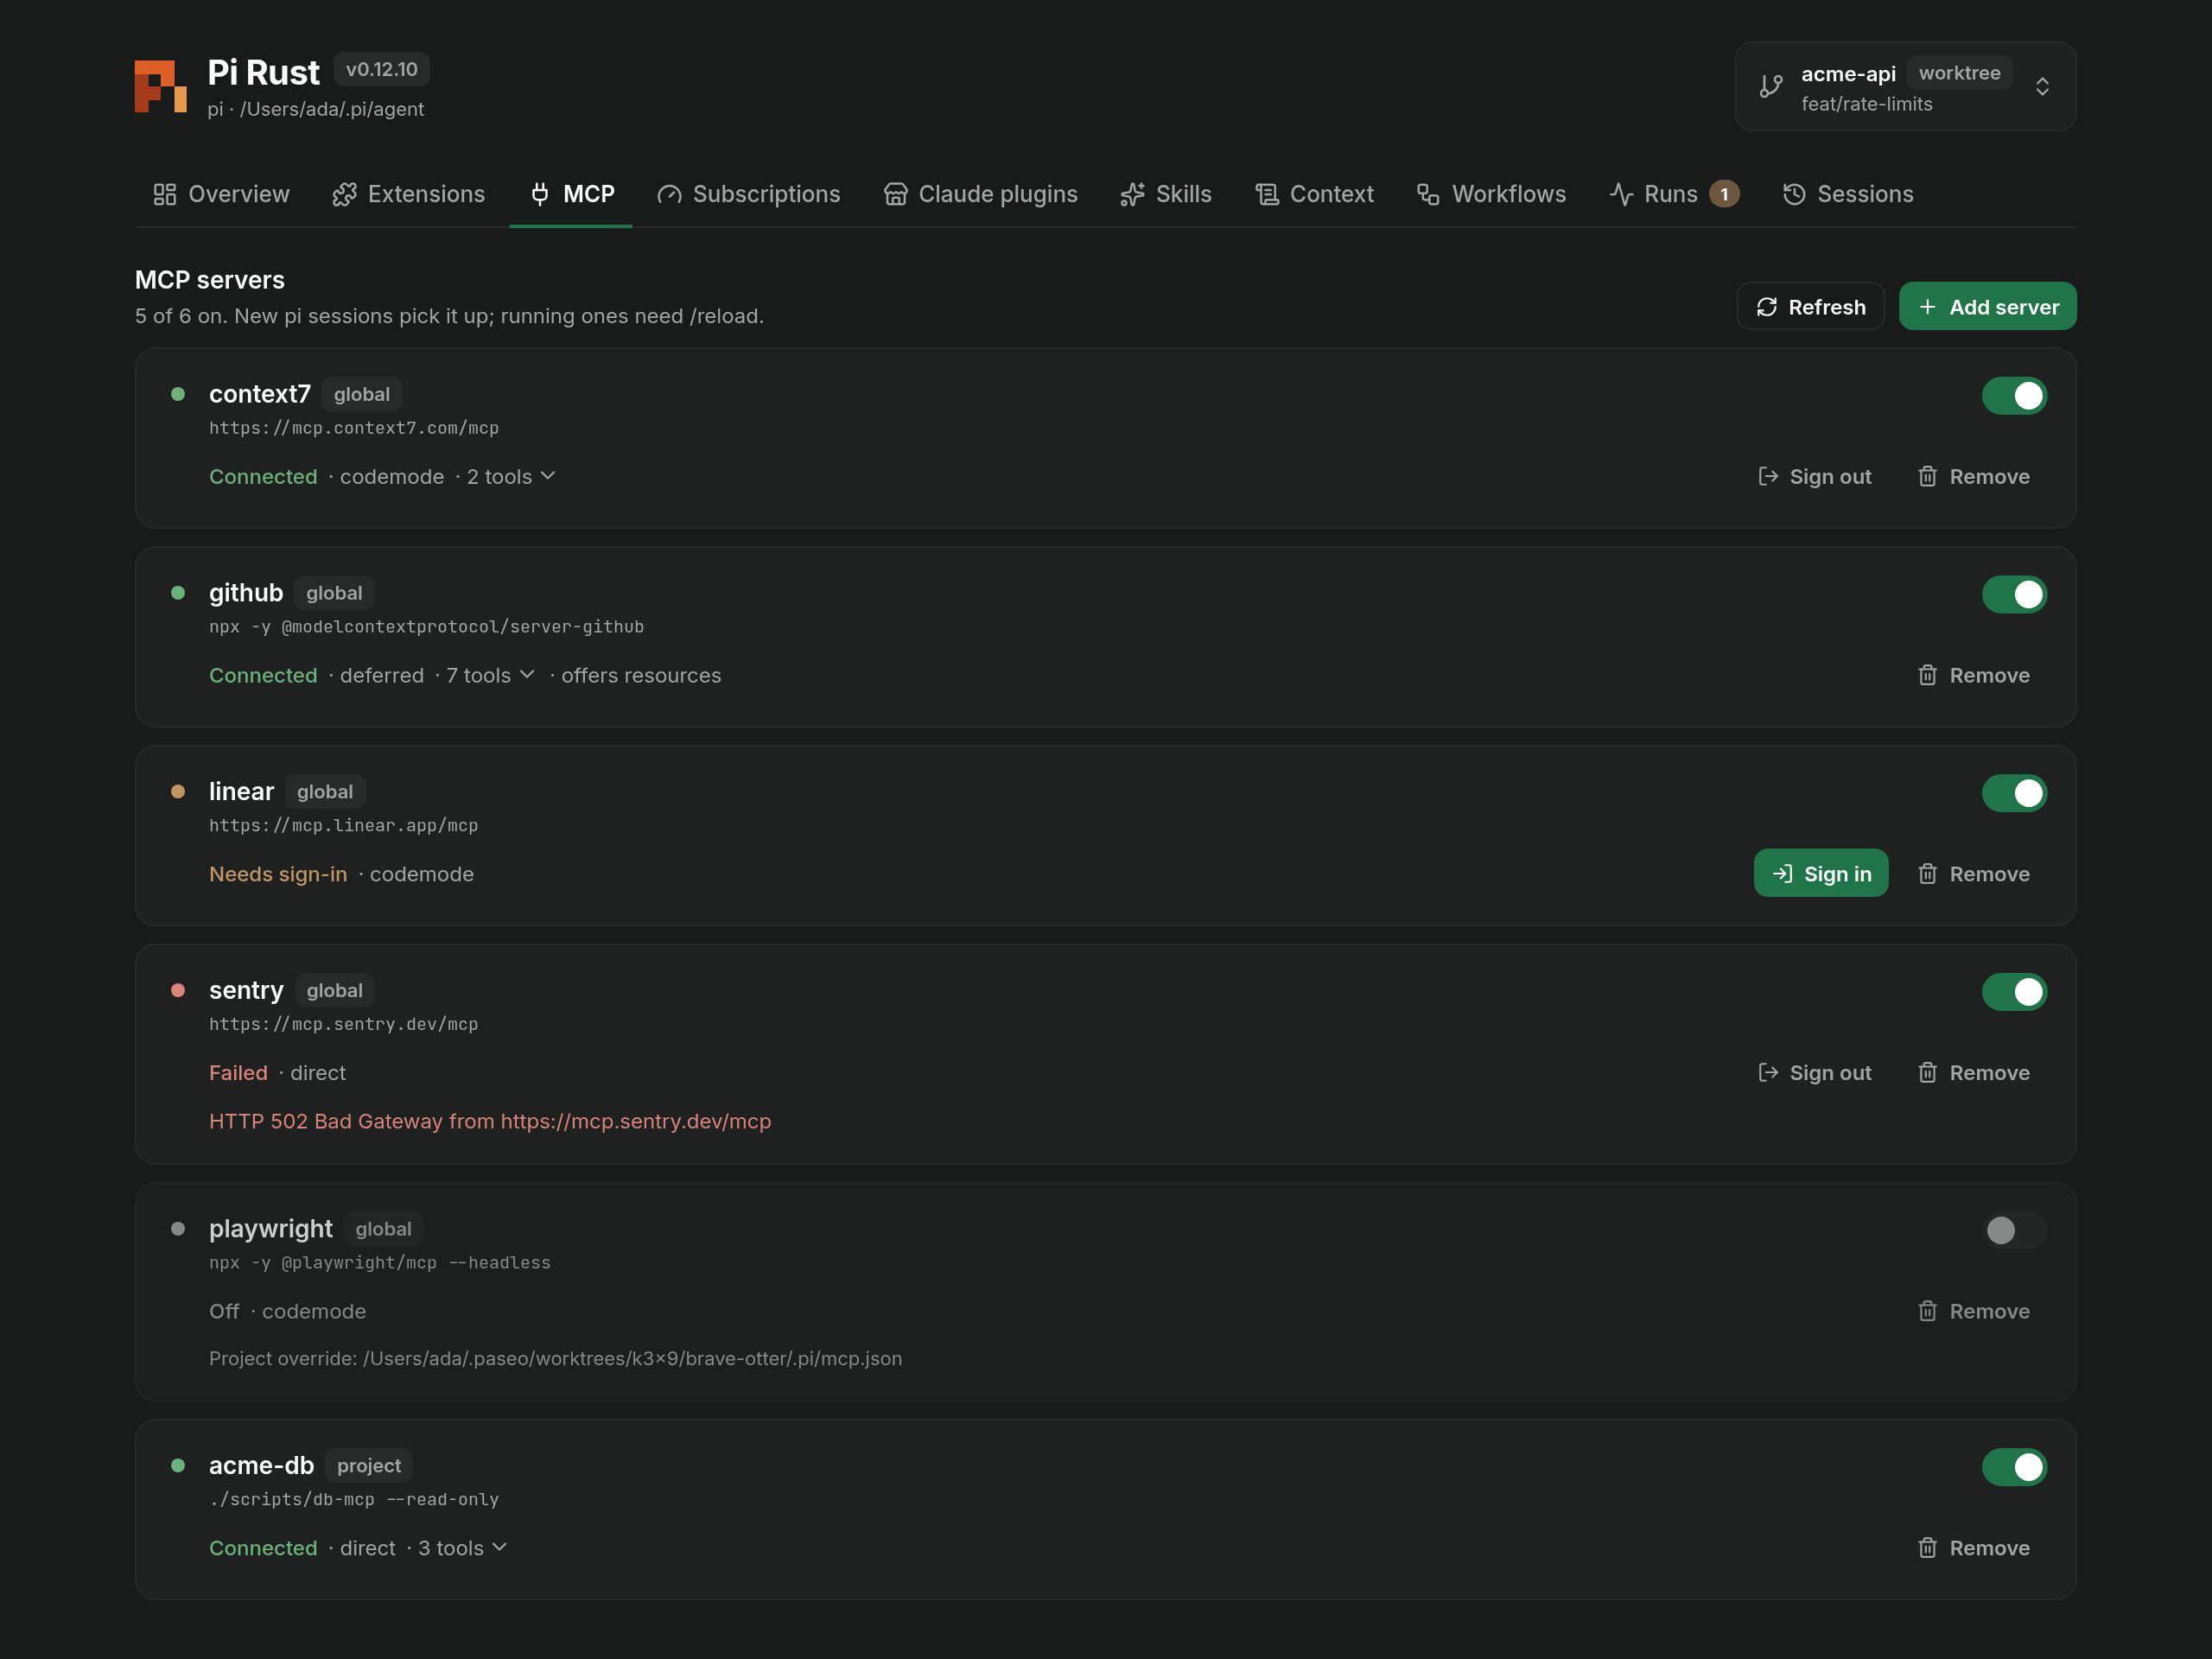 Pi Rust v0.12.10
pi · /Users/ada/.pi/agent
acme-api worktree
feat/rate-limits
Overview Extensions MCP Subscriptions Claude plugins Skills Context Workflows Runs 1 Sessions
MCP servers
5 of 6 on. New pi sessions pick it up; running ones need /reload.
Refresh + Add server
context7 global
https://mcp.context7.com/mcp
Connected · codemode · 2 tools
Sign out Remove
github global
npx -y @modelcontextprotocol/server-github
Connected · deferred · 7 tools · offers resources
Remove
linear global
https://mcp.linear.app/mcp
Needs sign-in · codemode
Sign in Remove
sentry global
https://mcp.sentry.dev/mcp
Failed · direct
Sign out Remove
HTTP 502 Bad Gateway from https://mcp.sentry.dev/mcp
playwright global
npx -y @playwright/mcp --headless
Off · codemode
Remove
Project override: /Users/ada/.paseo/worktrees/k3×9/brave-otter/.pi/mcp.json
acme-db project
./scripts/db-mcp --read-only
Connected · direct · 3 tools
Remove